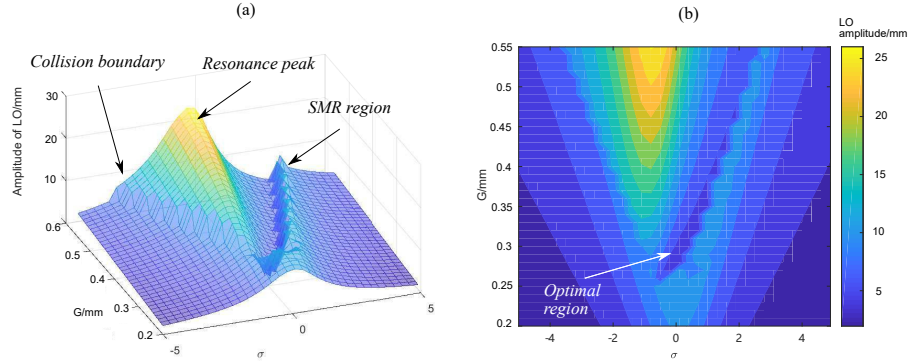 (a)
Collision boundary
Resonance peak
SMR region
Amplitude of LO/mm
30
20
10
0.6
0.5
0.4
0.3
0.2
G/mm
-5
0
5
σ
(b)
LO
amplitude/mm
0.55
0.5
0.45
0.4
0.35
0.3
0.25
0.2
G/mm
Optimal
region
-4
-2
0
2
4
σ
25
20
15
10
5